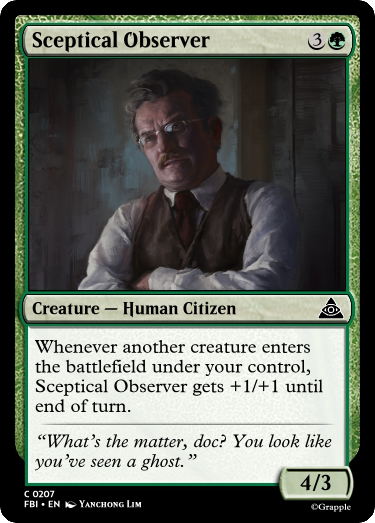 Sceptical Observer 3
Creature — Human Citizen
Whenever another creature enters
the battlefield under your control,
Sceptical Observer gets +1/+1 until
end of turn.
“What’s the matter, doc? You look like
you’ve seen a ghost.”
4/3
C 0207
FBI • EN Yanchong Lim
©Grapple